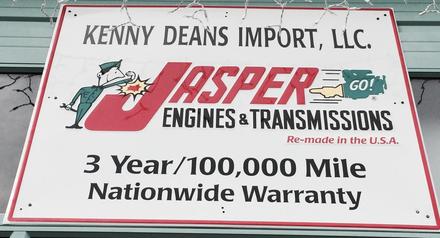 KENNY DEANS IMPORT, LLC.
JASPER GO!
ENGINES & TRANSMISSIONS
Re-made in the U.S.A.
3 Year/100,000 Mile
Nationwide Warranty